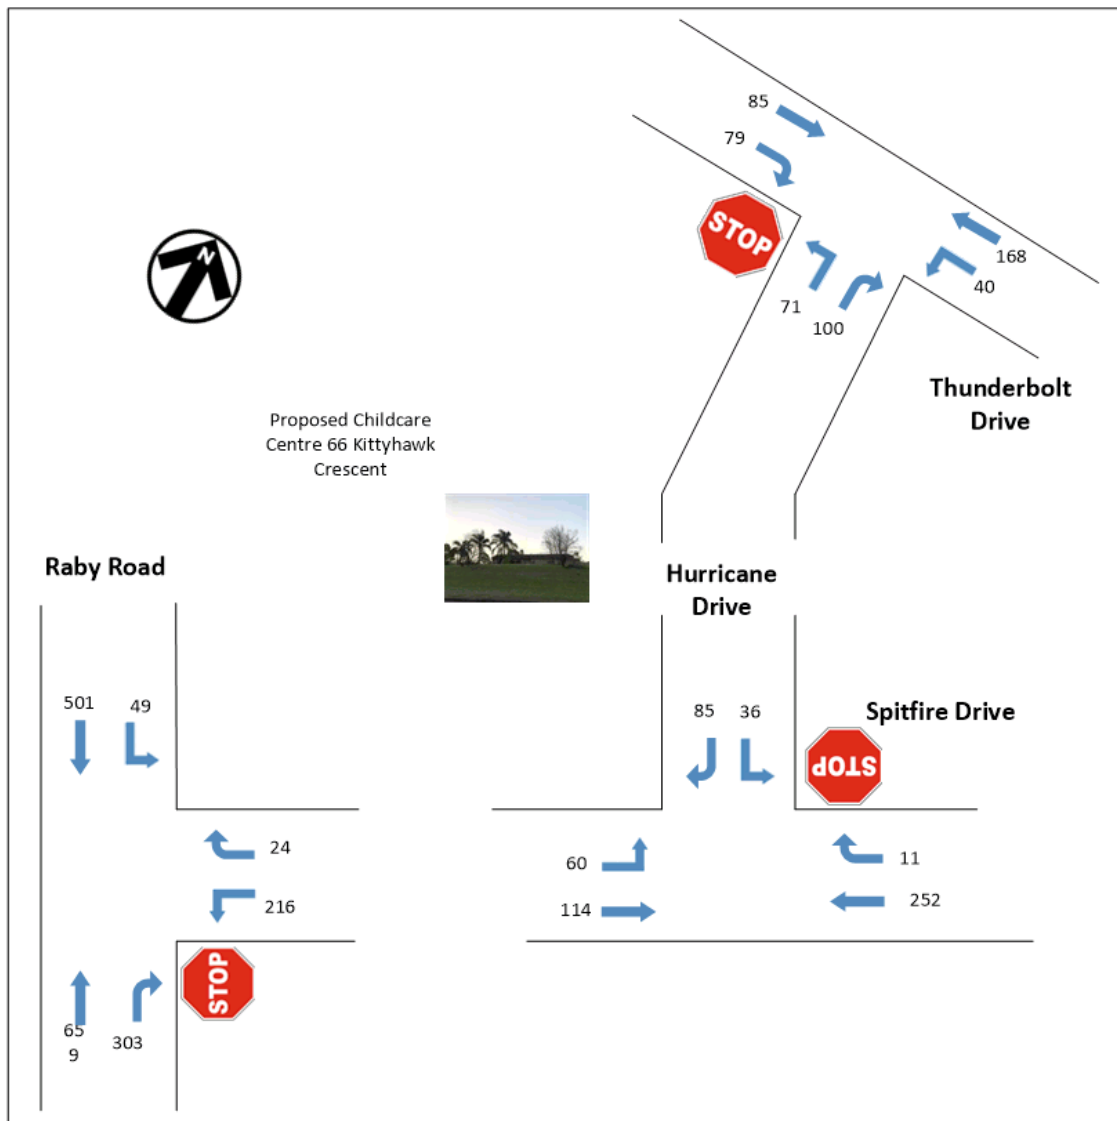 85
79
STOP
168
40
71
100
N
Thunderbolt
Drive
Proposed Childcare
Centre 66 Kittyhawk
Crescent
Raby Road
Hurricane
Drive
501
49
85
36
Spitfire Drive
STOP
24
216
60
114
11
252
STOP
65
9
303